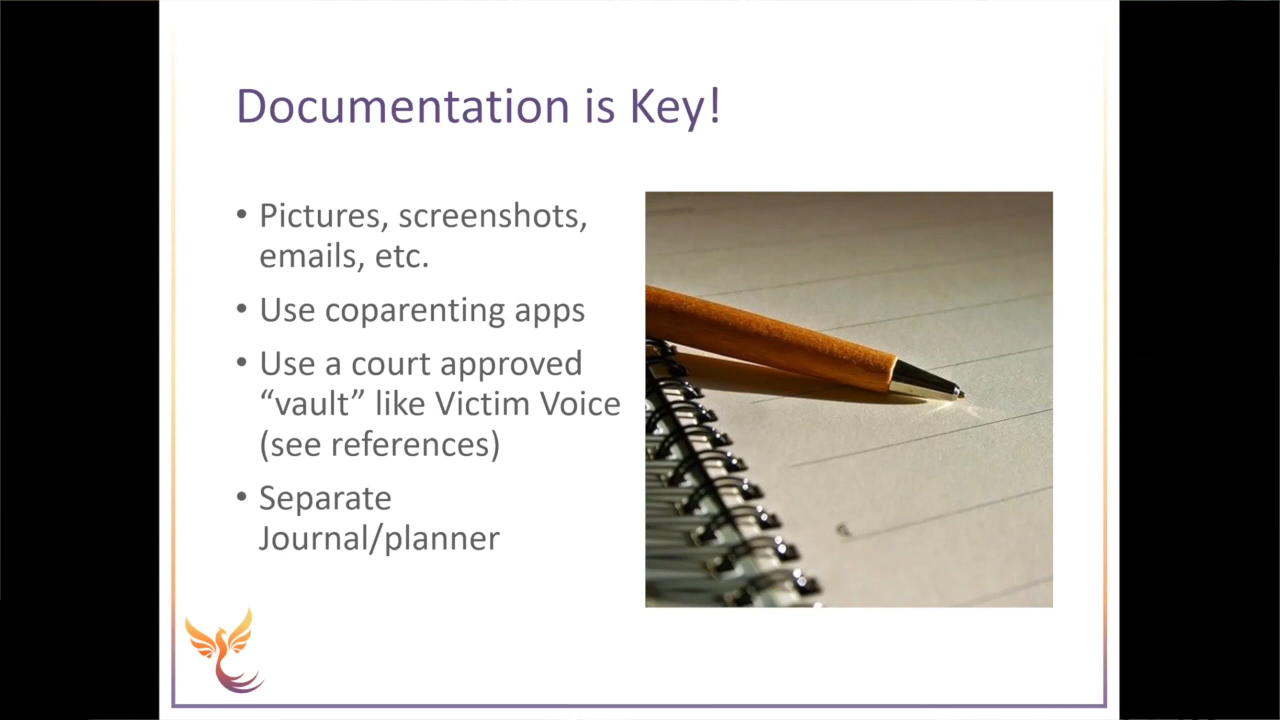 Documentation is Key!
• Pictures, screenshots,
emails, etc.
• Use coparenting apps
• Use a court approved
“vault” like Victim Voice
(see references)
• Separate
Journal/planner